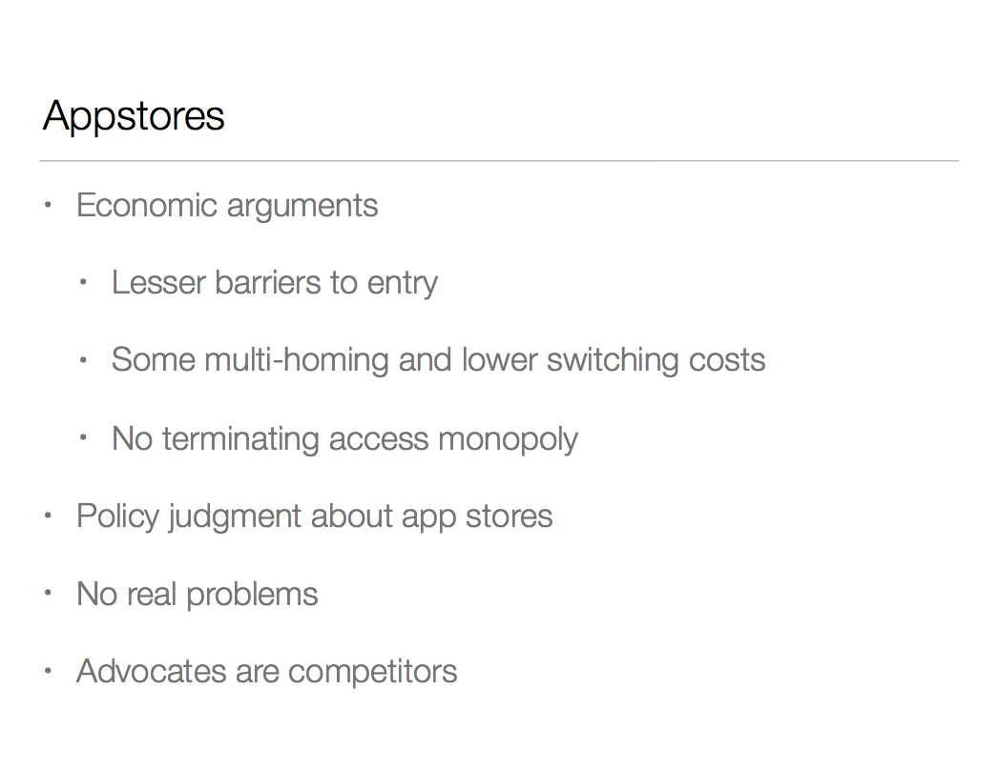 Appstores
• Economic arguments
• Lesser barriers to entry
• Some multi-homing and lower switching costs
• No terminating access monopoly
• Policy judgment about app stores
• No real problems
• Advocates are competitors